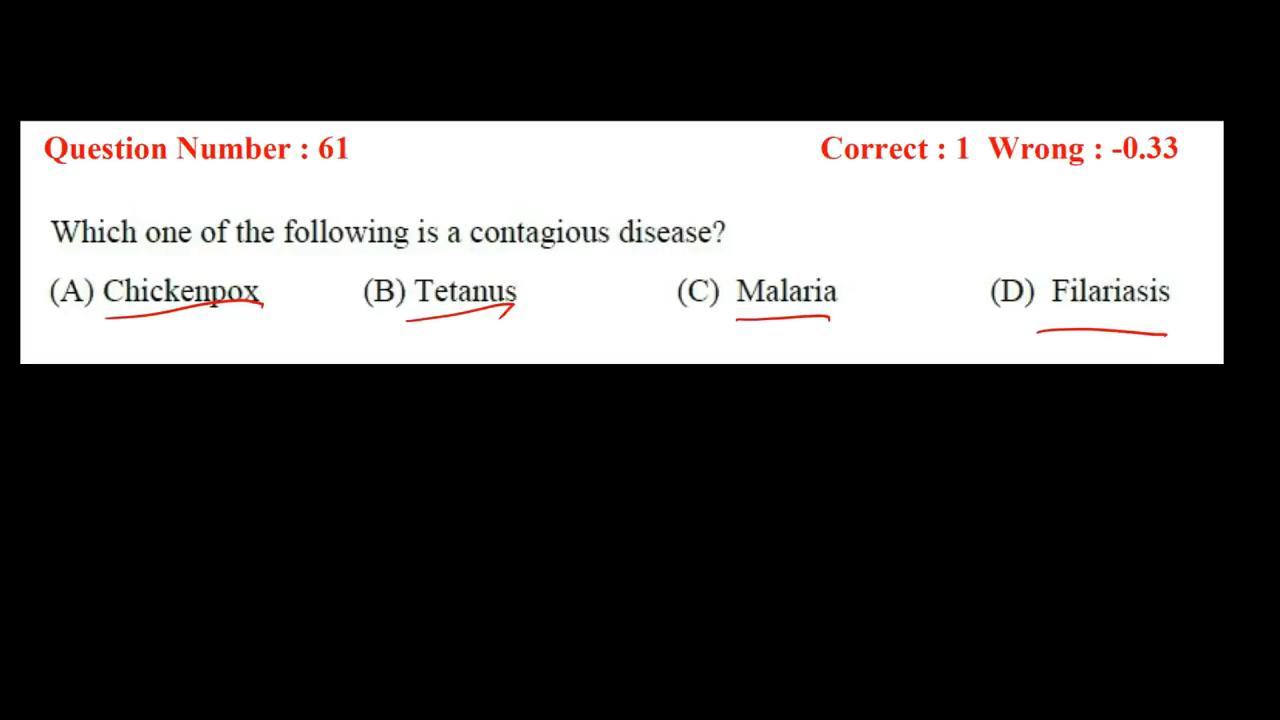 Question Number : 61 Correct : 1 Wrong : -0.33
Which one of the following is a contagious disease?
(A) Chickenpox (B) Tetanus (C) Malaria (D) Filariasis